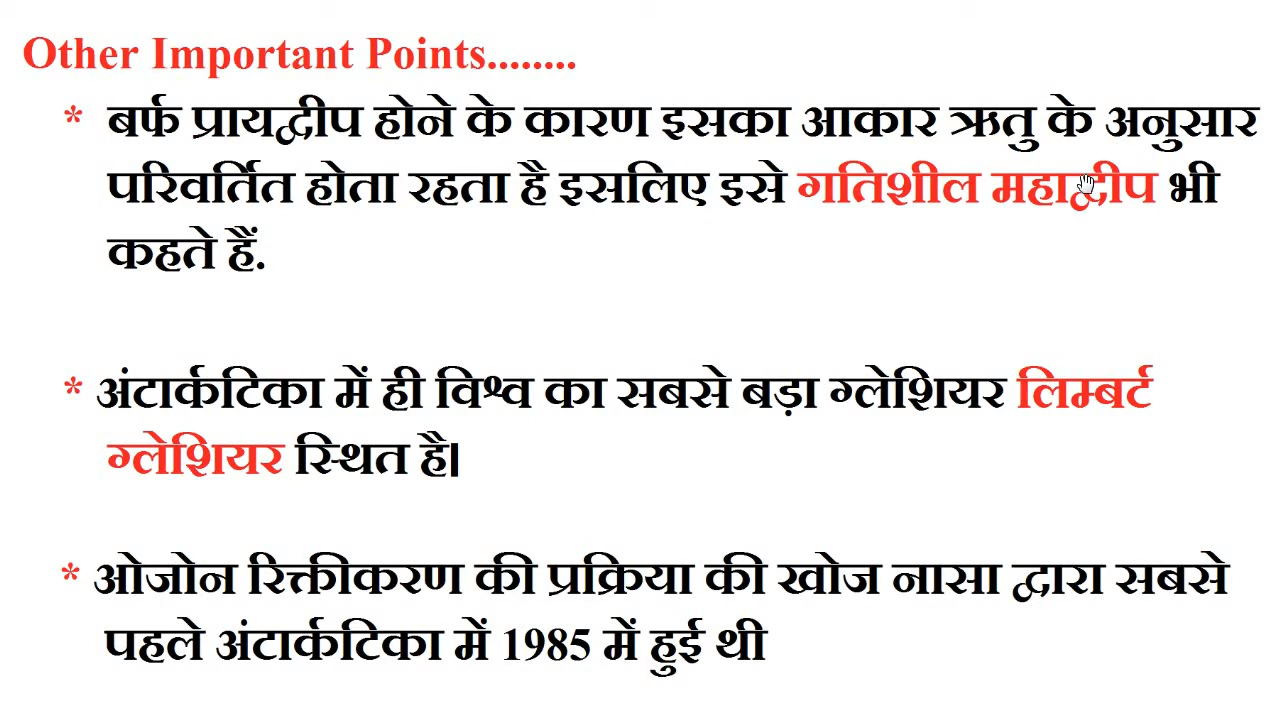 Other Important Points........
* बर्फ प्रायद्वीप होने के कारण इसका आकार ऋतु के अनुसार
परिवर्तित होता रहता है इसलिए इसे गतिशील महाद्वीप भी
कहते हैं.
* अंटार्कटिका में ही विश्व का सबसे बड़ा ग्लेशियर लिम्बर्ट
ग्लेशियर स्थित है।
* ओजोन रिक्तीकरण की प्रक्रिया की खोज नासा द्वारा सबसे
पहले अंटार्कटिका में 1985 में हुई थी